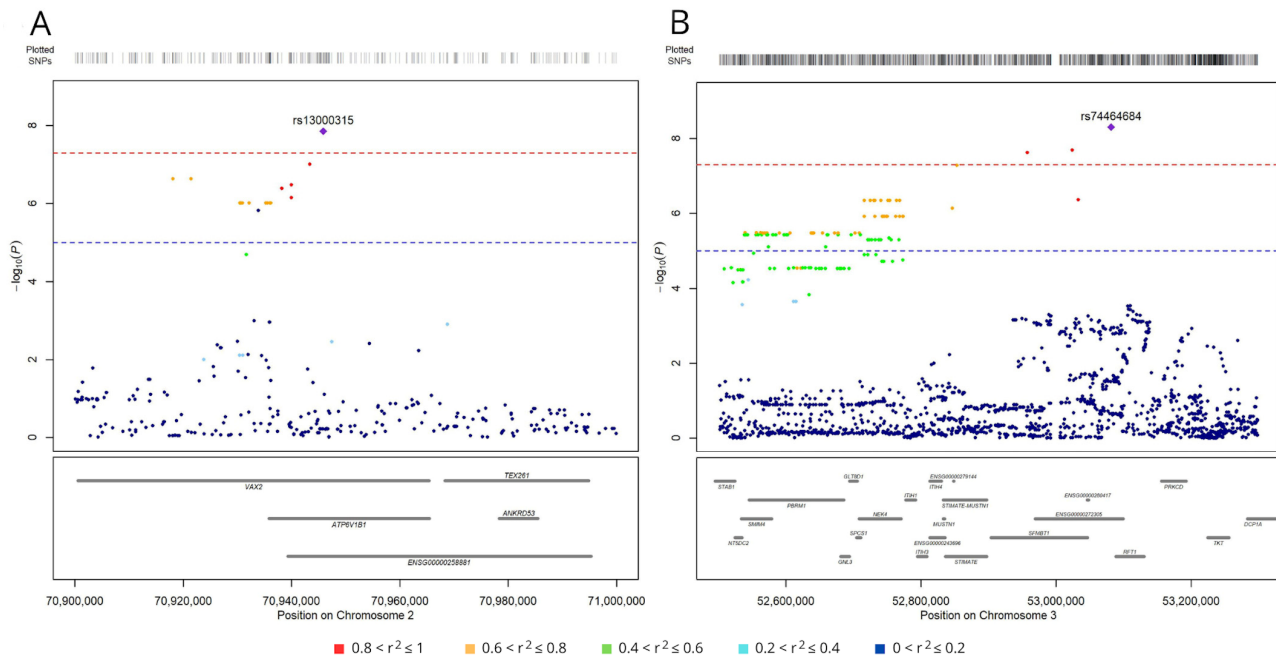 A
Plotted
SNPs
rs13000315
−log10(P)
8
6
4
2
0
TEX261
VAX2
ATP6V1B1
ANKRD53
ENSG00000258881
70,900,000
70,920,000
70,940,000
70,960,000
70,980,000
71,000,000
Position on Chromosome 2
B
Plotted
SNPs
rs74464684
−log10(P)
8
6
4
2
0
STAB1
GLT8D1
ITIH1
ENSG00000279144
ITIH4
ENSG00000280417
PRKCD
PBRM1
STIMATE-MUSTN1
SMIM4
NEK4
MUSTN1
ENSG00000272305
DCP1A
NT5DC2
SPCS1
ENSG00000243696
SFMBT1
TKT
GNL3
ITIH3
STIMATE
RFT1
52,600,000
52,800,000
53,000,000
53,200,000
Position on Chromosome 3
0.8 < r² ≤ 1
0.6 < r² ≤ 0.8
0.4 < r² ≤ 0.6
0.2 < r² ≤ 0.4
0 < r² ≤ 0.2